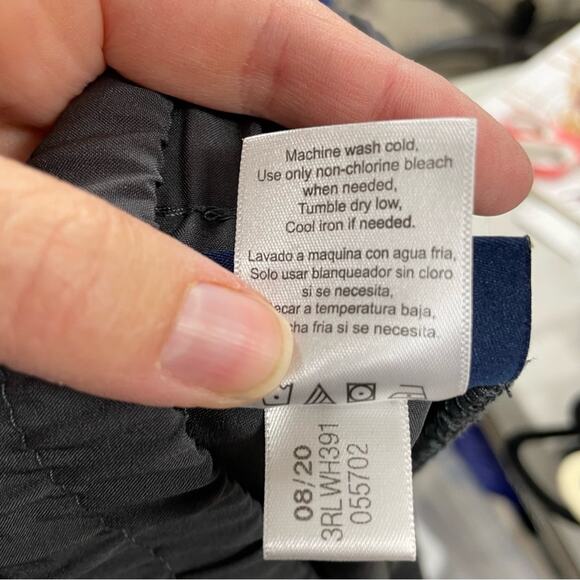 Machine wash cold,
Use only non-chlorine bleach
when needed,
Tumble dry low,
Cool iron if needed.
Lavado a maquina con agua fria,
Solo usar blanqueador sin cloro
si se necesita,
a temperatura baja,
fria si se necesita.
08/20
3RLWH391
055702